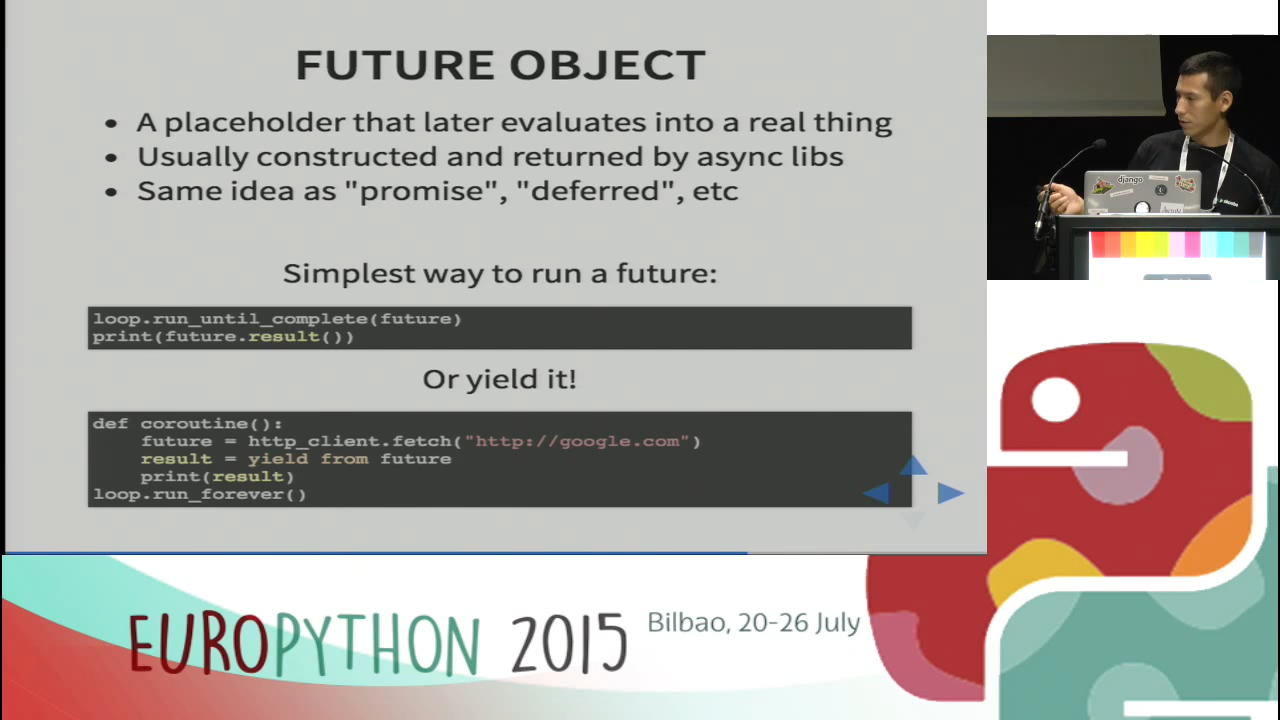 FUTURE OBJECT
• A placeholder that later evaluates into a real thing
• Usually constructed and returned by async libs
• Same idea as "promise", "deferred", etc
Simplest way to run a future:
loop.run_until_complete(future)
print(future.result())
Or yield it!
def coroutine():
    future = http_client.fetch("http://google.com")
    result = yield from future
    print(result)
loop.run_forever()
django
EUROPYTHON 2015
Bilbao, 20-26 July